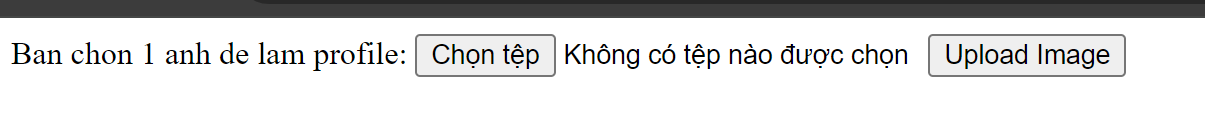 Ban chon 1 anh de lam profile: Chọn tệp Không có tệp nào được chọn Upload Image